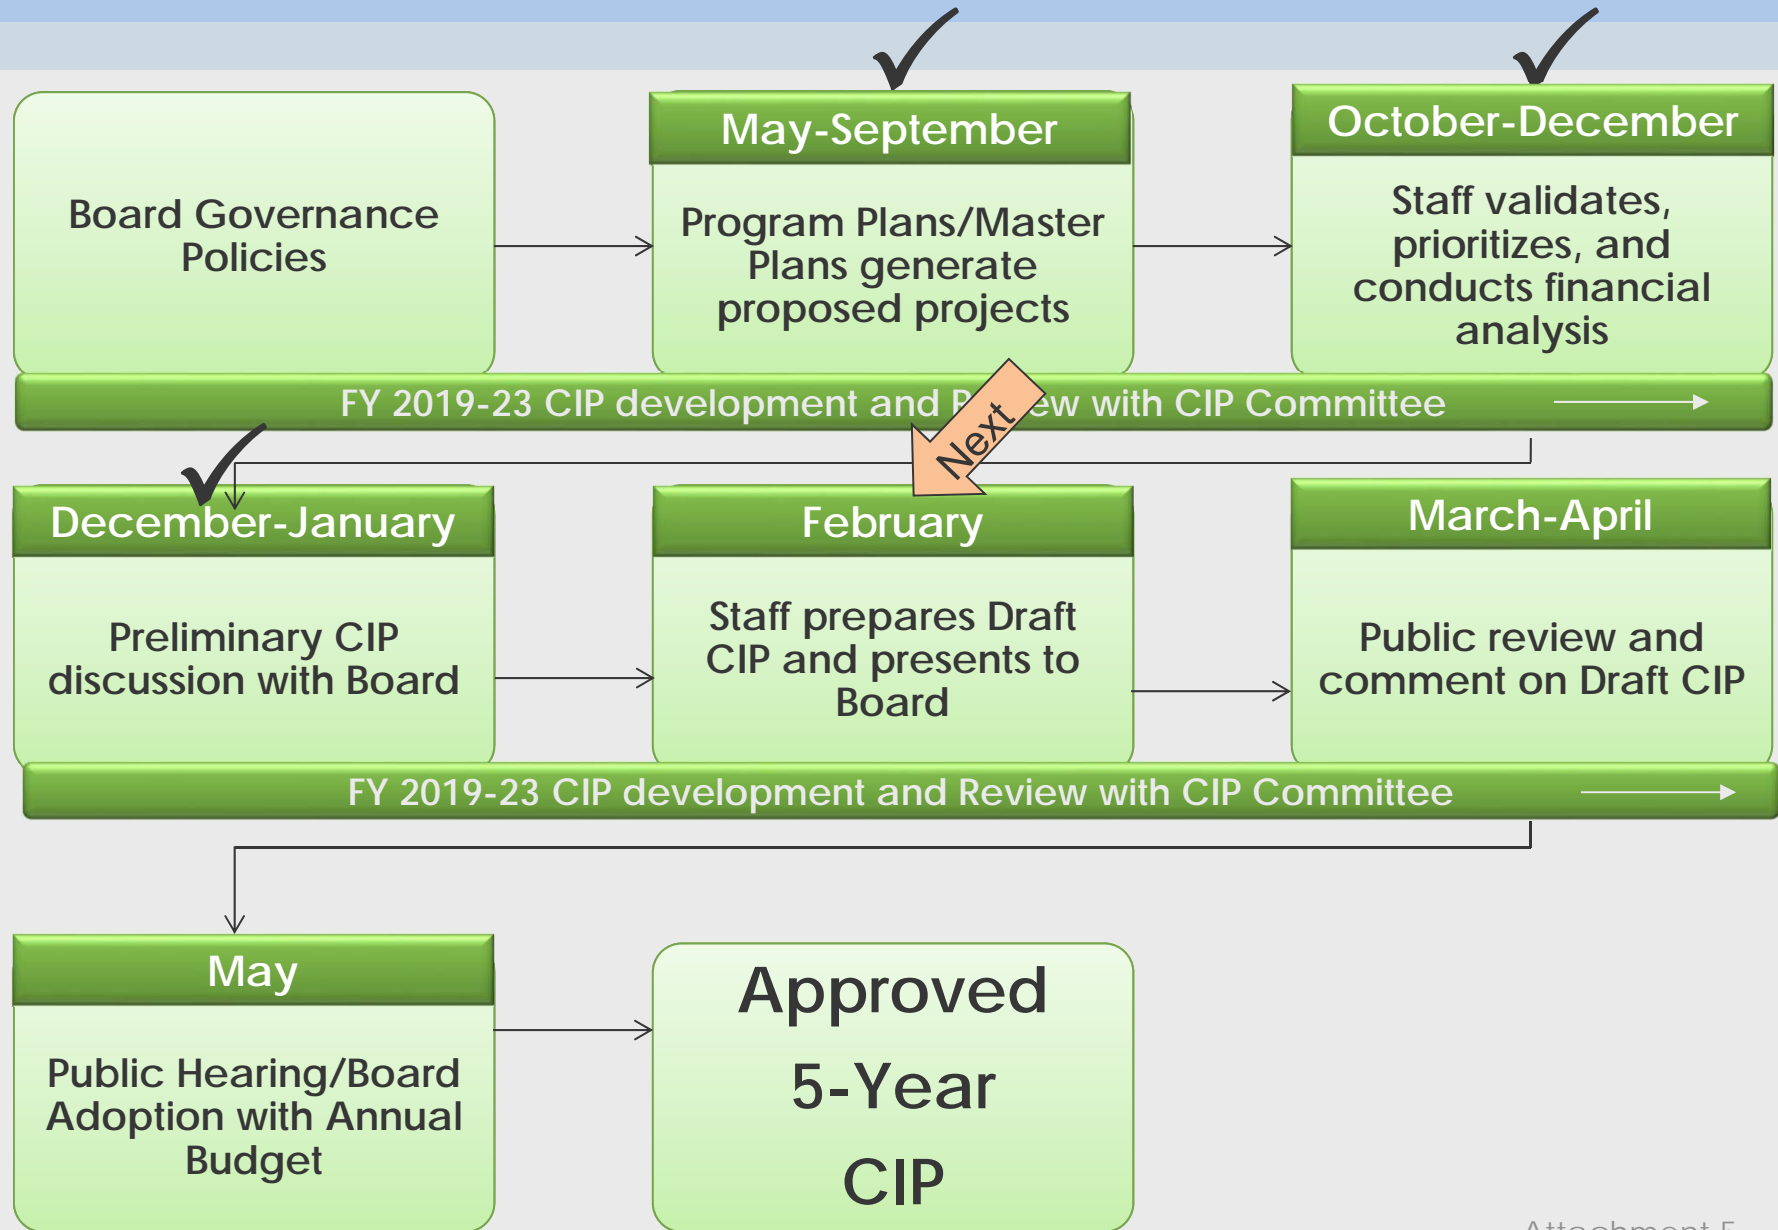 Board Governance
Policies
May-September
Program Plans/Master
Plans generate
proposed projects
October-December
Staff validates,
prioritizes, and
conducts financial
analysis
FY 2019-23 CIP development and R ew with CIP Committee
Next
December-January
Preliminary CIP
discussion with Board
February
Staff prepares Draft
CIP and presents to
Board
March-April
Public review and
comment on Draft CIP
FY 2019-23 CIP development and Review with CIP Committee
May
Public Hearing/Board
Adoption with Annual
Budget
Approved
5-Year
CIP
Attachment